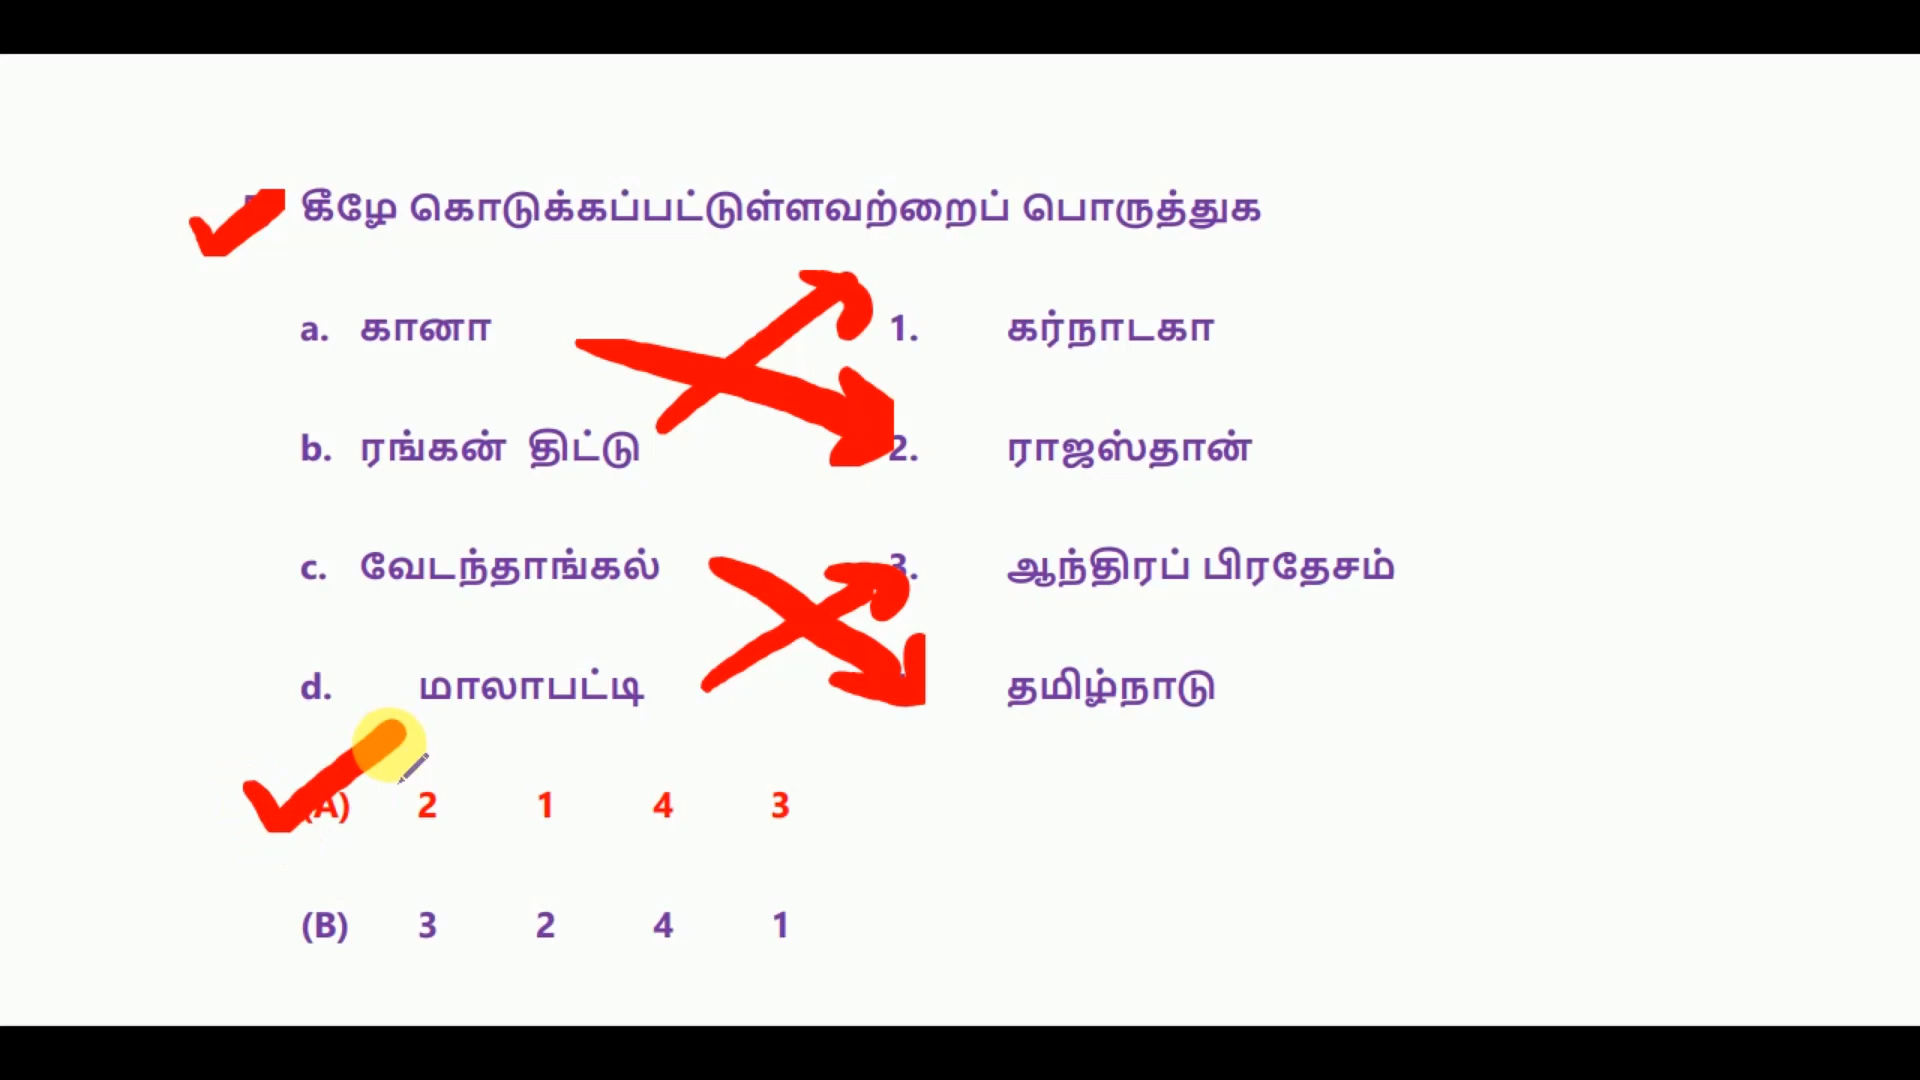 கீழே கொடுக்கப்பட்டுள்ளவற்றைப் பொருத்துக
a. கானா 1. கர்நாடகா
b. ரங்கன் திட்டு 2. ராஜஸ்தான்
c. வேடந்தாங்கல் 3. ஆந்திரப் பிரதேசம்
d. மாலாபட்டி தமிழ்நாடு
(A) 2 1 4 3
(B) 3 2 4 1